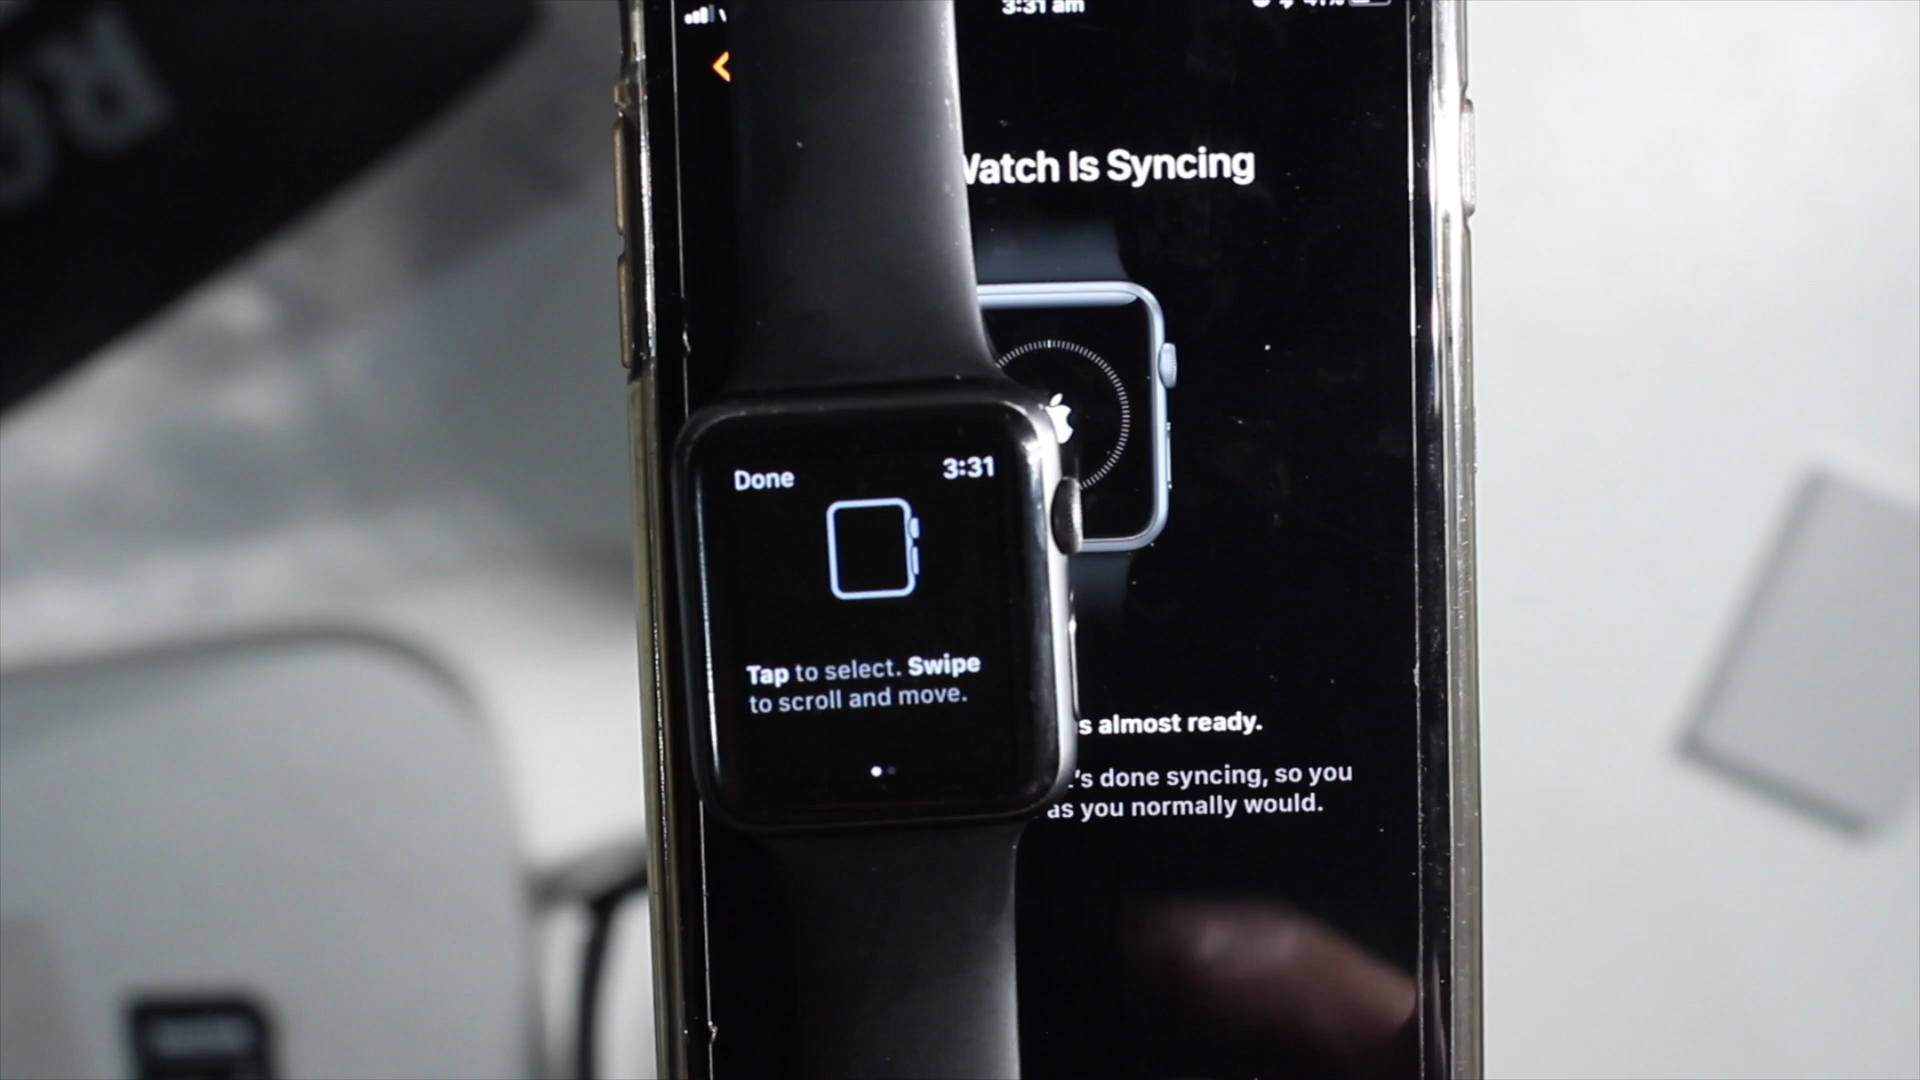 3:31 am
41%
Watch Is Syncing
Done
3:31
Tap to select. Swipe
to scroll and move.
s almost ready.
's done syncing, so you
as you normally would.